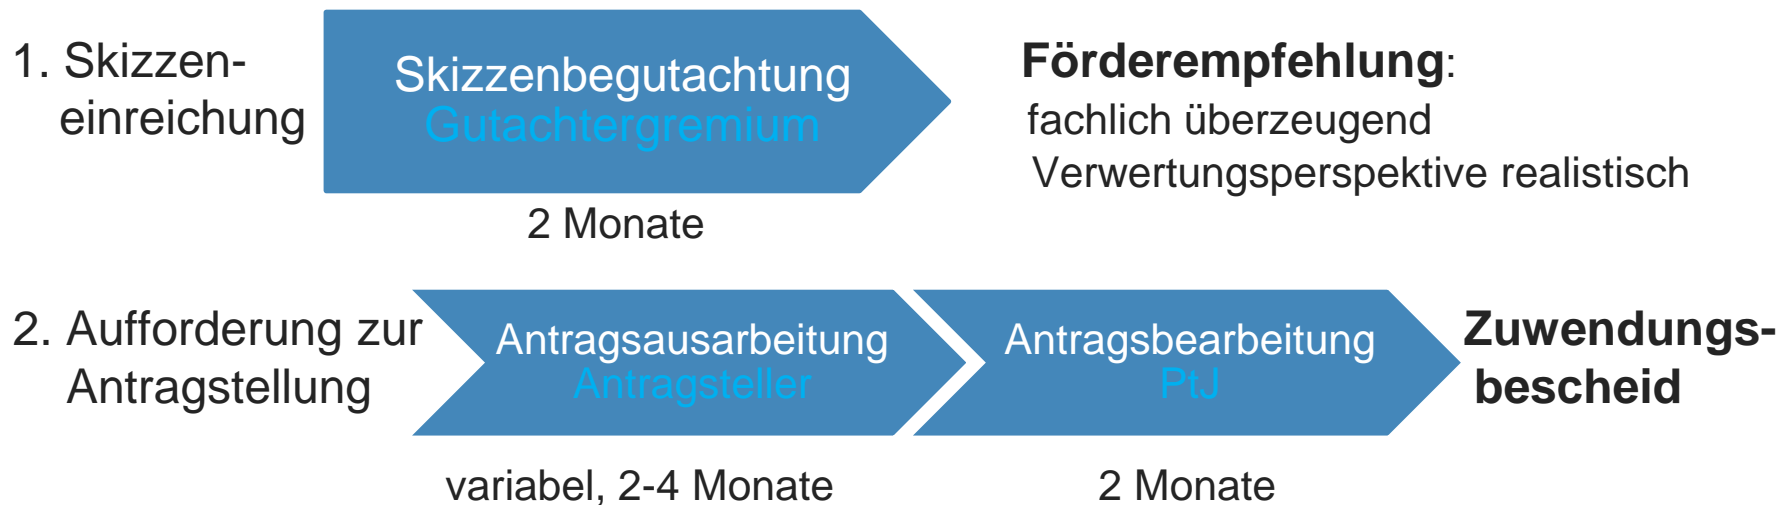 1. Skizzen-
einreichung
Skizzenbegutachtung
Gutachtergremium
2 Monate
Förderempfehlung:
fachlich überzeugend
Verwertungsperspektive realistisch
2. Aufforderung zur
Antragstellung
Antragsausarbeitung
Antragsteller
variabel, 2-4 Monate
Antragsbearbeitung
PtJ
2 Monate
Zuwendungs-
bescheid